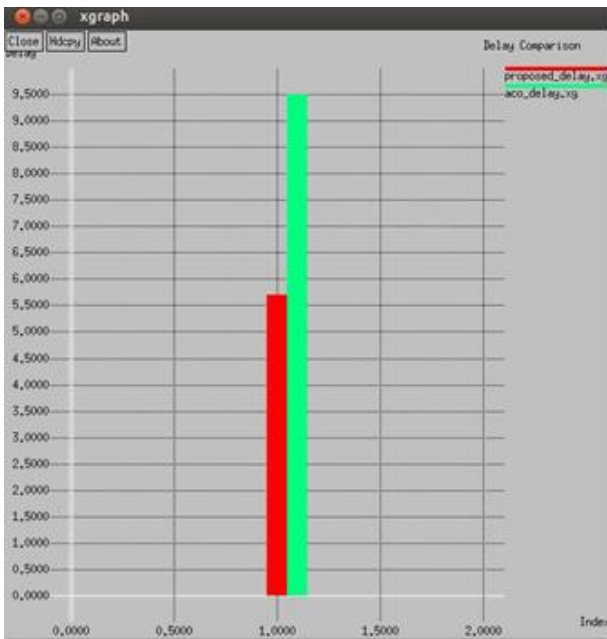 xgraph
Close Hdcpy About
Delay
Delay Comparison
proposed_delay.xg
aco_delay.xg
9.5000
9.0000
8.5000
8.0000
7.5000
7.0000
6.5000
6.0000
5.5000
5.0000
4.5000
4.0000
3.5000
3.0000
2.5000
2.0000
1.5000
1.0000
0.5000
0.0000
0.0000 0.5000 1.0000 1.5000 2.0000
Index